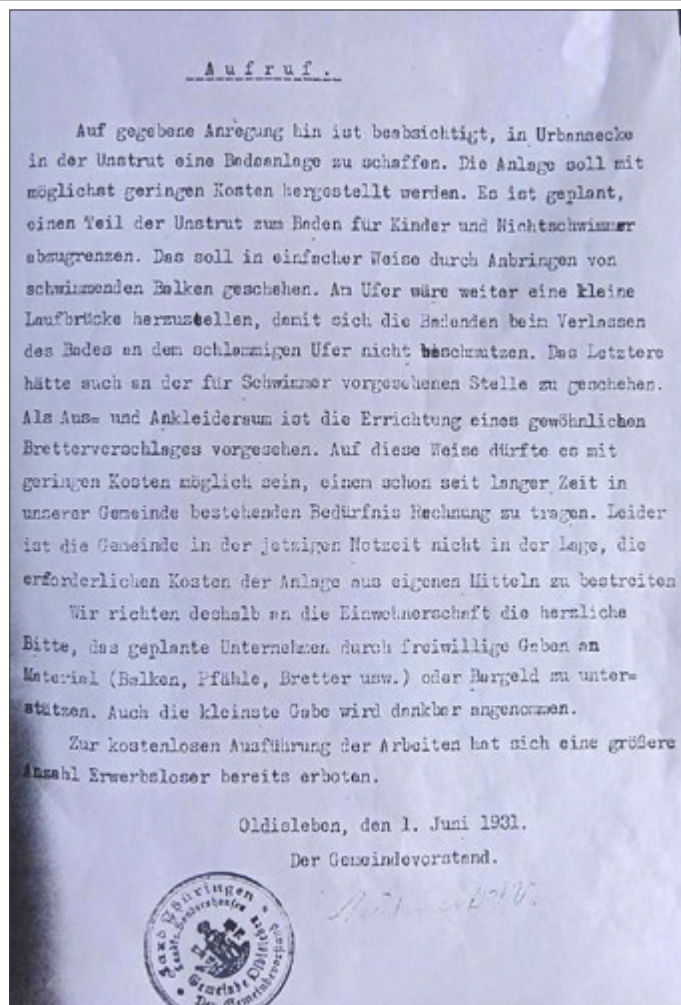 Aufruf.
Auf gegebene Anregung hin ist beabsichtigt, in Urbansecke
in der Unstrut eine Badeanlage zu schaffen. Die Anlage soll mit
möglichst geringen Kosten hergestellt werden. Es ist geplant,
einen Teil der Unstrut zum Baden für Kinder und Nichtschwimmer
abzugrenzen. Das soll in einfacher Weise durch Anbringen von
schwimmenden Balken geschehen. Am Ufer wäre weiter eine kleine
Laufbrücke herzustellen, damit sich die Badenden beim Verlassen
des Bades an dem schlammigen Ufer nicht beschmutzen. Das Letztere
hätte auch an der für Schwimmer vorgesehenen Stelle zu geschehen.
Als Aus= und Ankleideraum ist die Errichtung eines gewöhnlichen
Bretterverschlages vorgesehen. Auf diese Weise dürfte es mit
geringen Kosten möglich sein, einem schon seit langer Zeit in
unserer Gemeinde bestehenden Bedürfnis Rechnung zu tragen. Leider
ist die Gemeinde in der jetzigen Notzeit nicht in der Lage, die
erforderlichen Kosten der Anlage aus eigenen Mitteln zu bestreiten
Wir richten deshalb an die Einwohnerschaft die herzliche
Bitte, das geplante Unternehmen durch freiwillige Gaben an
Material (Balken, Pfähle, Bretter usw.) oder Bargeld zu unter=
stützen. Auch die kleinste Gabe wird dankbar angenommen.
Zur kostenlosen Ausführung der Arbeiten hat sich eine größere
Anzahl Erwerbsloser bereits erboten.
Oldisleben, den 1. Juni 1931.
Der Gemeindevorstand.
Land Thüringen
Landkr. Sondershausen
Gemeinde Oldisleben
Der Gemeindevorstand